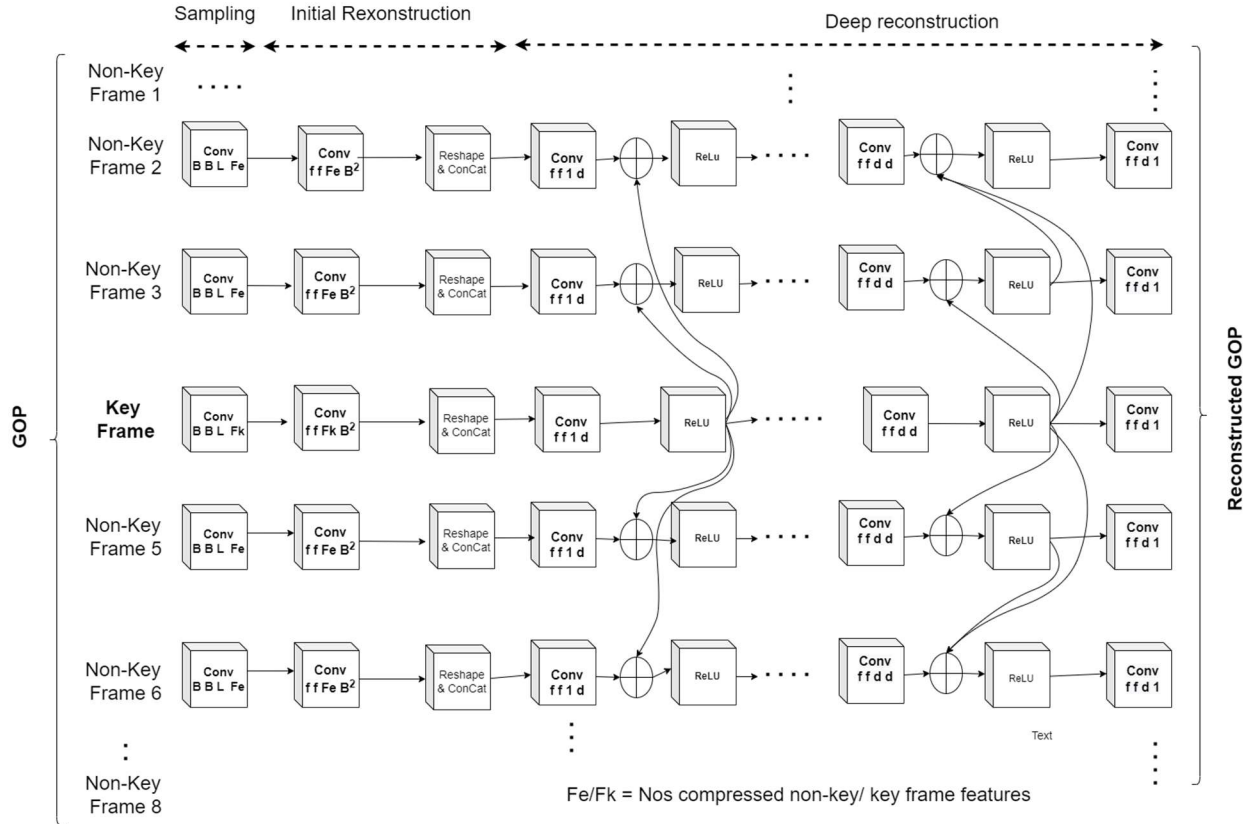 Sampling
Initial Rexonstruction
Deep reconstruction
Non-Key
Frame 1
Non-Key
Frame 2
Conv
B B L Fe
Conv
f f Fe B²
Reshape
& ConCat
Conv
f f 1 d
ReLu
Conv
f f d d
ReLU
Conv
f f d 1
Non-Key
Frame 3
Conv
B B L Fe
Conv
f f Fe B²
Reshape
& ConCat
Conv
f f 1 d
ReLU
Conv
f f d d
ReLU
Conv
f f d 1
GOP
Key
Frame
Conv
B B L Fk
Conv
f f Fk B²
Reshape
& ConCat
Conv
f f 1 d
ReLU
Conv
f f d d
ReLU
Conv
f f d 1
Reconstructed GOP
Non-Key
Frame 5
Conv
B B L Fe
Conv
f f Fe B²
Reshape
& ConCat
Conv
f f 1 d
ReLU
Conv
f f d d
ReLU
Conv
f f d 1
Non-Key
Frame 6
Conv
B B L Fe
Conv
f f Fe B²
Reshape
& ConCat
Conv
f f 1 d
ReLU
Conv
f f d d
ReLU
Conv
f f d 1
Text
Non-Key
Frame 8
Fe/Fk = Nos compressed non-key/ key frame features